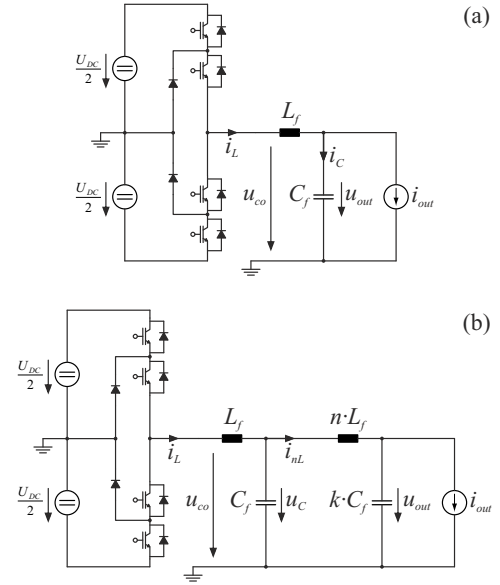 (a)
U_DC/2
L_f
i_L
i_C
U_DC/2
u_co
C_f
u_out
i_out
(b)
U_DC/2
L_f
n·L_f
i_L
i_nL
U_DC/2
u_co
C_f
u_C
k·C_f
u_out
i_out